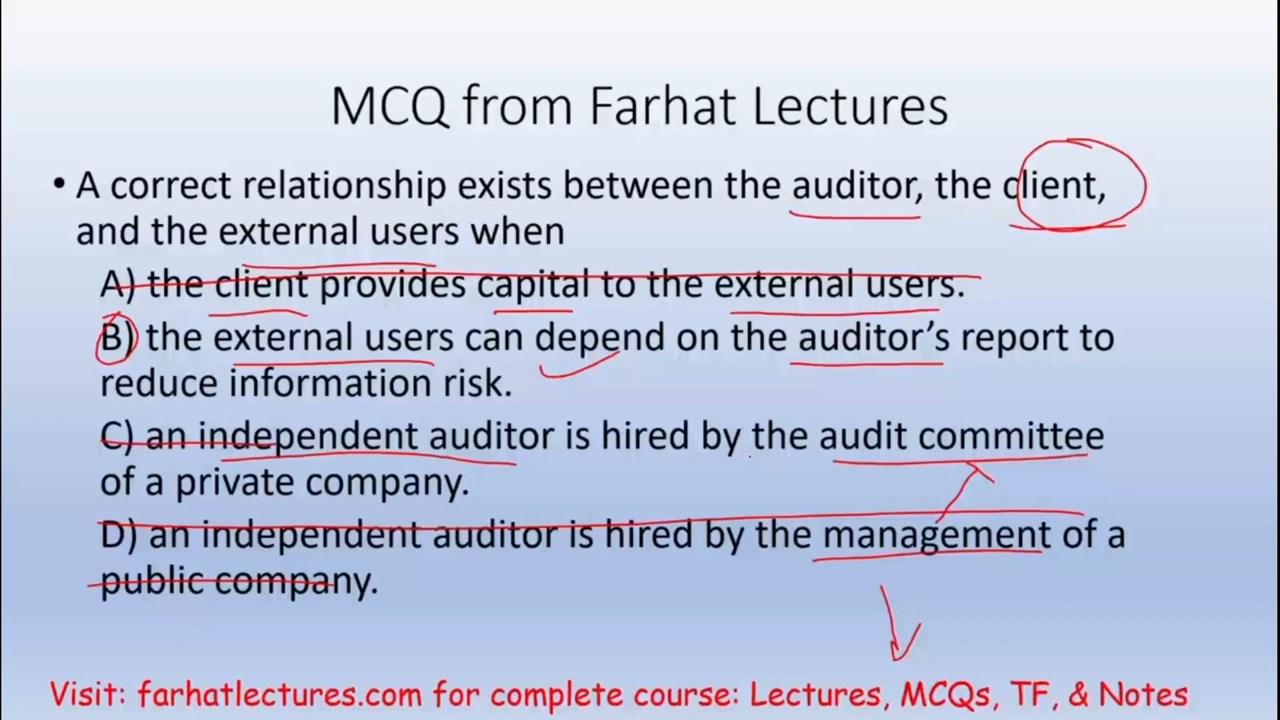 MCQ from Farhat Lectures
• A correct relationship exists between the auditor, the client,
and the external users when
A) the client provides capital to the external users.
B) the external users can depend on the auditor’s report to
reduce information risk.
C) an independent auditor is hired by the audit committee
of a private company.
D) an independent auditor is hired by the management of a
public company.
Visit: farhatlectures.com for complete course: Lectures, MCQs, TF, & Notes